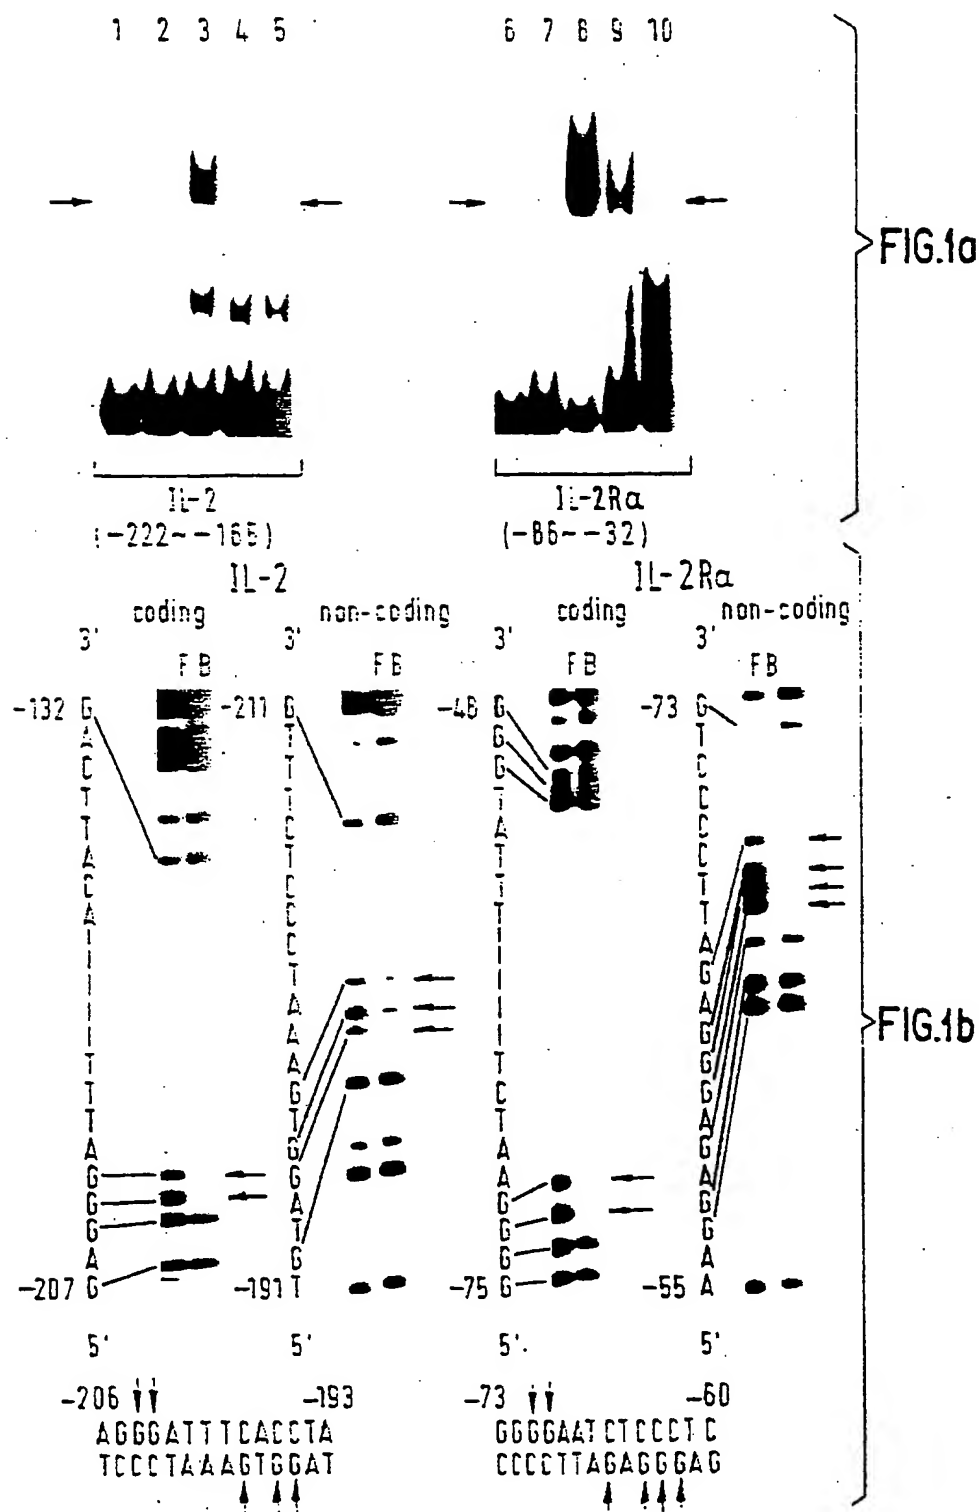 1 2 3 4 5
6 7 8 9 10
FIG.1a
IL-2
(-222~--165)
IL-2Rα
(-86~--32)
IL-2
IL-2Rα
coding
non-coding
coding
non-coding
3' 3' 3' 3'
F B F B F B F B
-132 G
A
C
T
T
A
C
A
T
T
T
T
T
T
A
G
G
G
A
-207 G
-211 G
T
T
T
C
T
C
C
C
T
A
A
A
G
T
G
G
A
T
G
-191 T
-46 G
G
G
T
A
T
T
T
T
T
T
C
T
A
A
G
G
G
-75 G
-73 G
T
C
C
C
C
T
T
A
G
A
G
G
G
A
G
A
G
G
A
-55 A
FIG.1b
5' 5' 5' 5'
-206 -193
AGGGATTTCACCTA
TCCCTAAAGTGGAT
-73 -60
GGGGAATCTCCCTC
CCCCTTAGAGGGAG